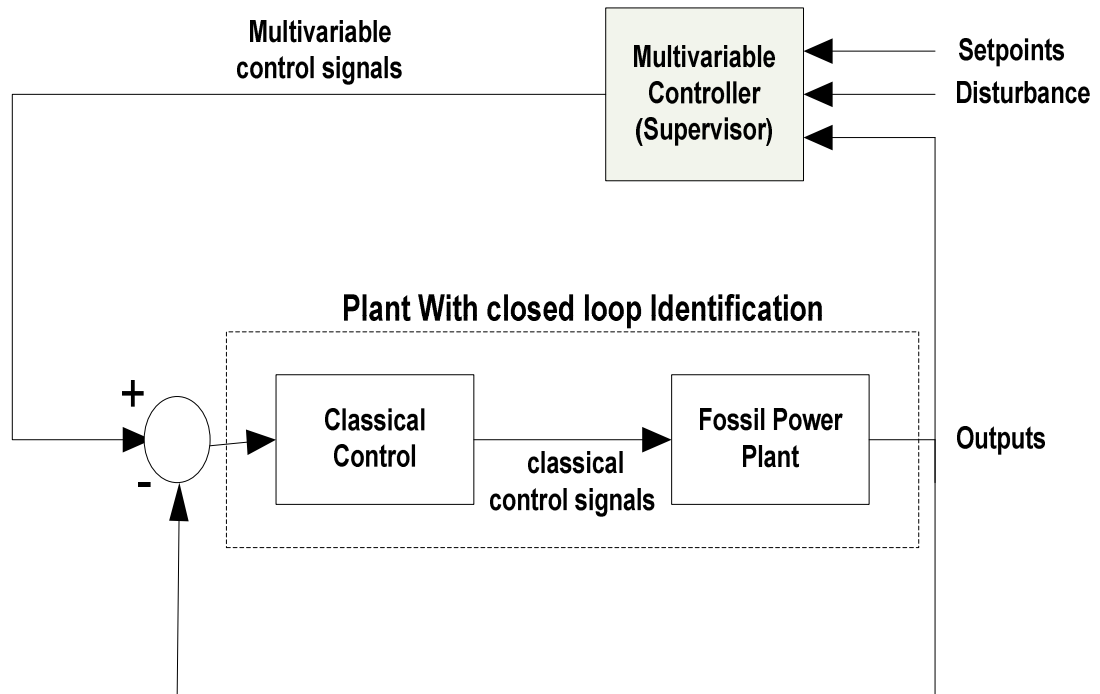 Multivariable
control signals
Multivariable
Controller
(Supervisor)
Setpoints
Disturbance
Plant With closed loop Identification
+
-
Classical
Control
classical
control signals
Fossil Power
Plant
Outputs